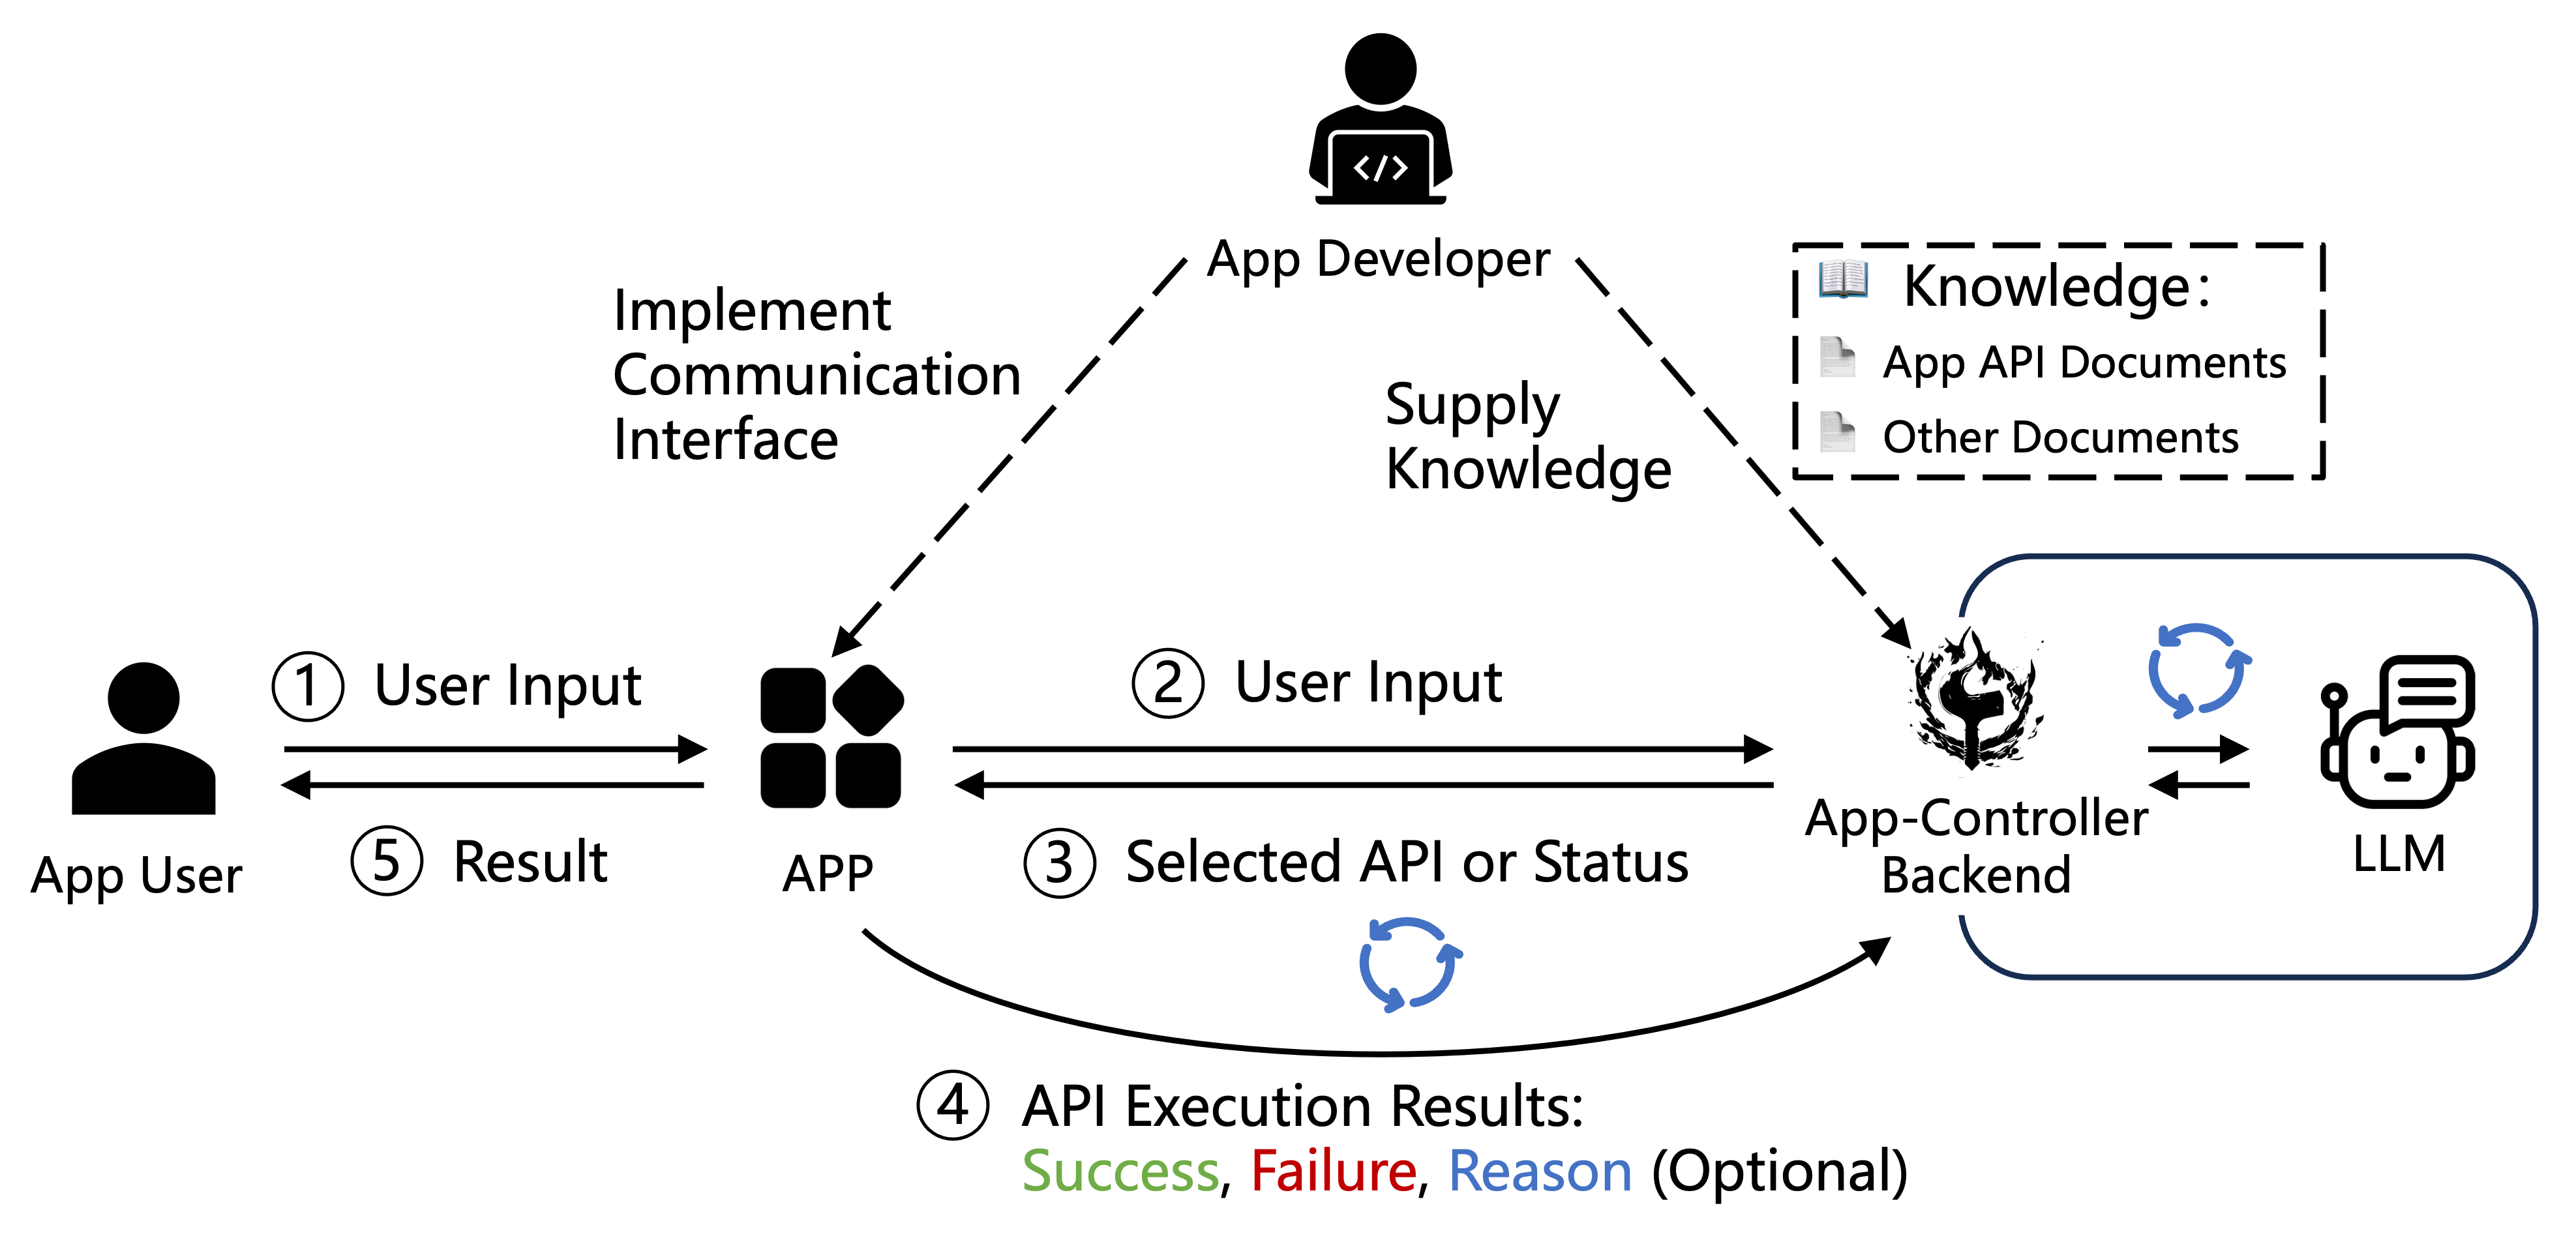 App Developer
Implement
Communication
Interface
Supply
Knowledge
Knowledge:
App API Documents
Other Documents
① User Input
② User Input
App User
⑤ Result
APP
③ Selected API or Status
App-Controller
Backend
LLM
④ API Execution Results:
Success, Failure, Reason (Optional)